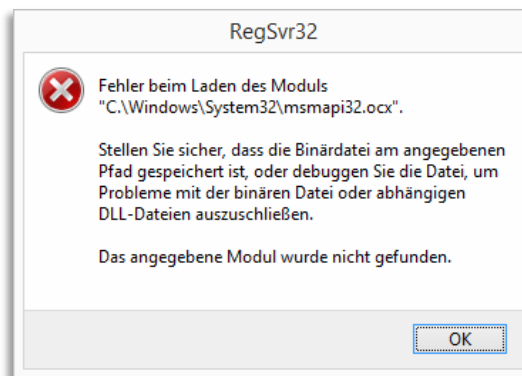 RegSvr32
Fehler beim Laden des Moduls
"C.\Windows\System32\msmapi32.ocx".
Stellen Sie sicher, dass die Binärdatei am angegebenen
Pfad gespeichert ist, oder debuggen Sie die Datei, um
Probleme mit der binären Datei oder abhängigen
DLL-Dateien auszuschließen.
Das angegebene Modul wurde nicht gefunden.
OK